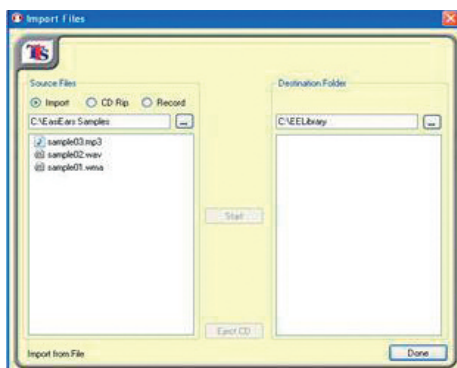 Import Files
TS
Source Files
Import
CD Rip
Record
C:\EasiEars Samples
...
sample03.mp3
sample02.wav
sample01.wma
Destination Folder
C:\EELibrary
...
Start
Eject CD
Import from File
Done